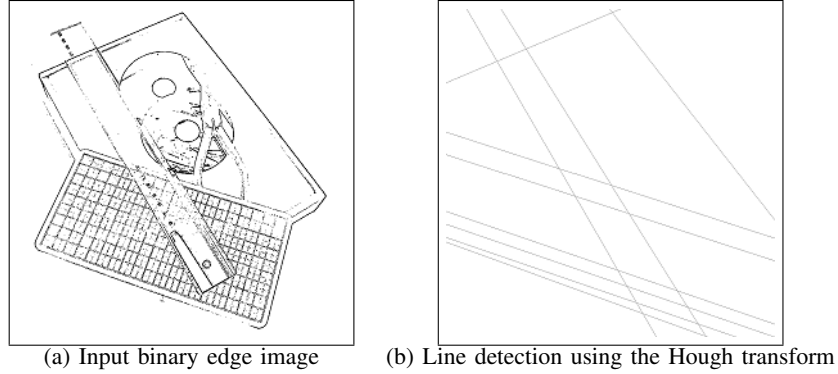 (a) Input binary edge image
(b) Line detection using the Hough transform